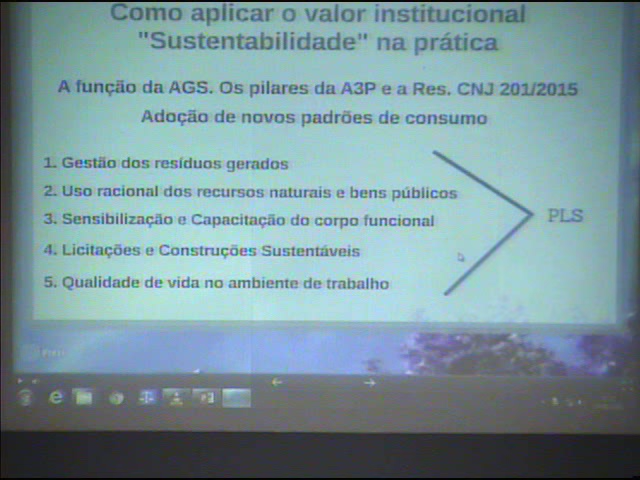 Como aplicar o valor institucional
"Sustentabilidade" na prática
A função da AGS. Os pilares da A3P e a Res. CNJ 201/2015
Adoção de novos padrões de consumo
1. Gestão dos resíduos gerados
2. Uso racional dos recursos naturais e bens públicos
3. Sensibilização e Capacitação do corpo funcional
4. Licitações e Construções Sustentáveis
5. Qualidade de vida no ambiente de trabalho
PLS